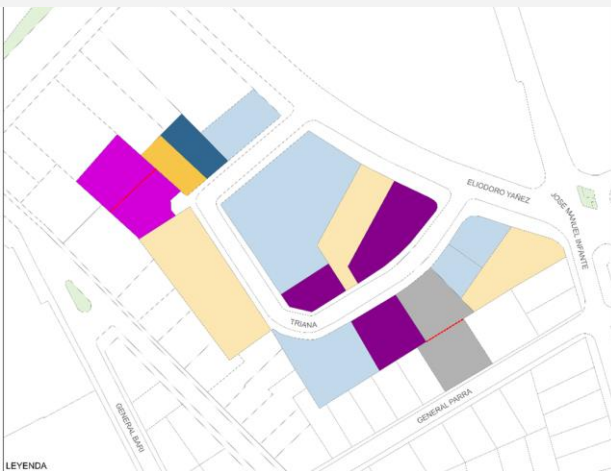 ELIODORO YAÑEZ
JOSE MANUEL INFANTE
TRIANA
GENERAL PARRA
GENERAL BARI
LEYENDA